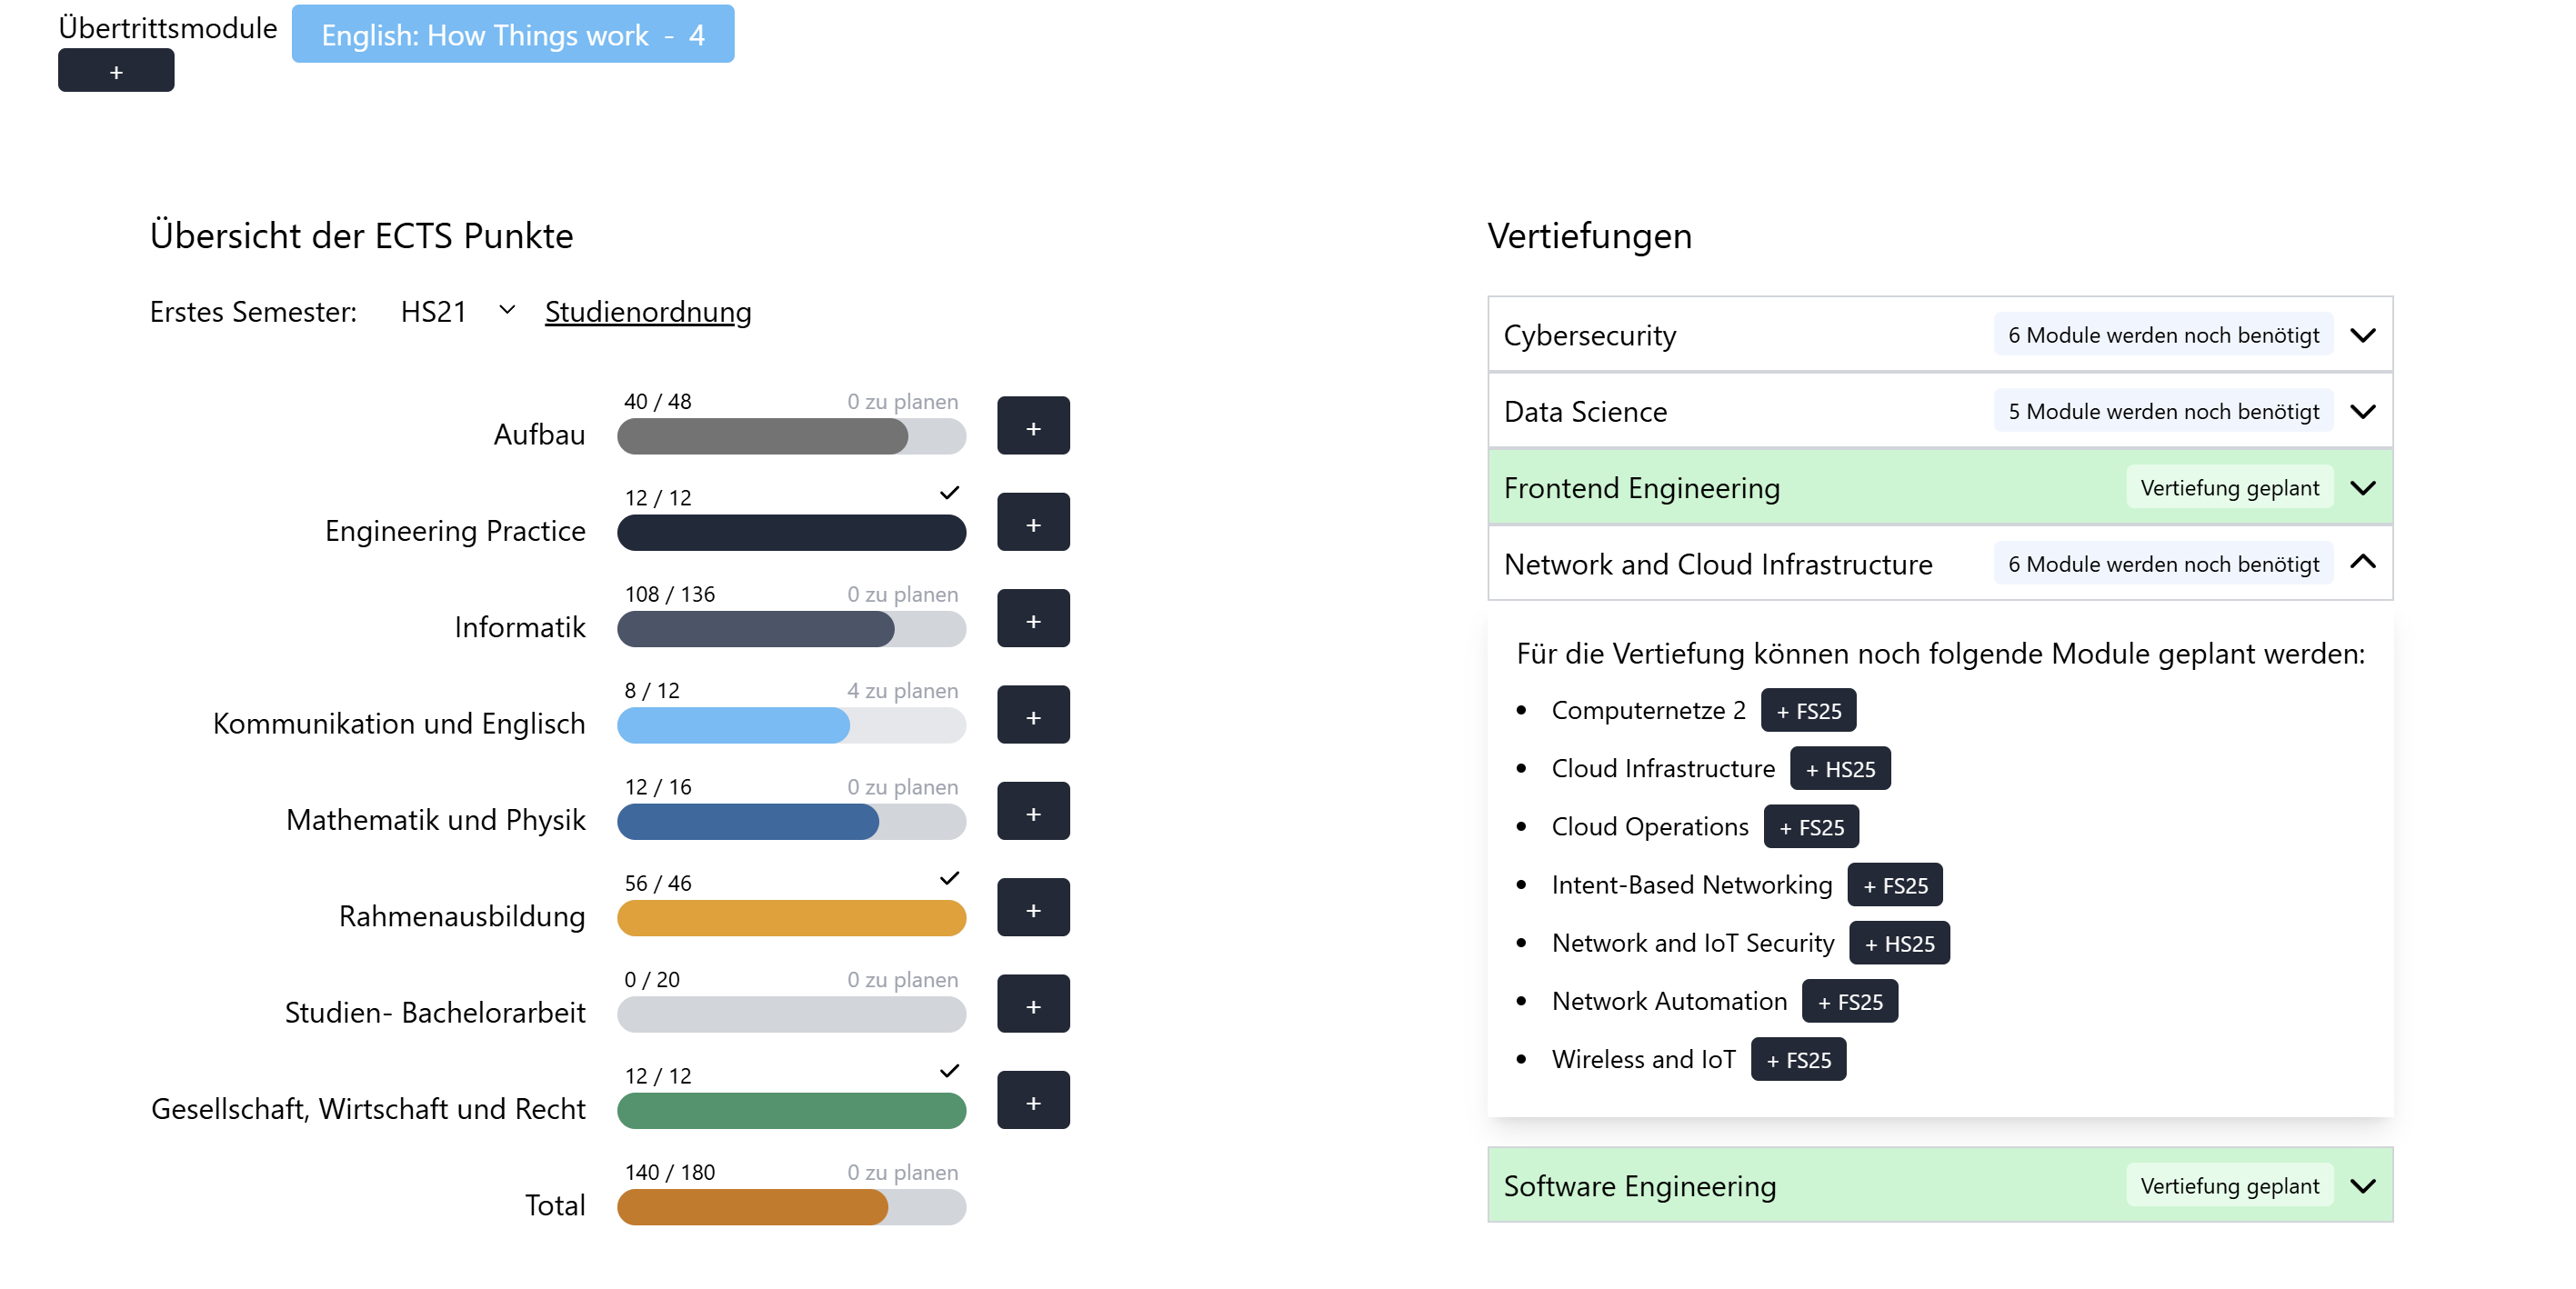 Übertrittsmodule
English: How Things work - 4
+
Übersicht der ECTS Punkte
Erstes Semester: HS21 Studienordnung
40 / 48 0 zu planen
Aufbau +
12 / 12
Engineering Practice +
108 / 136 0 zu planen
Informatik +
8 / 12 4 zu planen
Kommunikation und Englisch +
12 / 16 0 zu planen
Mathematik und Physik +
56 / 46
Rahmenausbildung +
0 / 20 0 zu planen
Studien- Bachelorarbeit +
12 / 12
Gesellschaft, Wirtschaft und Recht +
140 / 180 0 zu planen
Total
Vertiefungen
Cybersecurity 6 Module werden noch benötigt
Data Science 5 Module werden noch benötigt
Frontend Engineering Vertiefung geplant
Network and Cloud Infrastructure 6 Module werden noch benötigt
Für die Vertiefung können noch folgende Module geplant werden:
• Computernetze 2 + FS25
• Cloud Infrastructure + HS25
• Cloud Operations + FS25
• Intent-Based Networking + FS25
• Network and IoT Security + HS25
• Network Automation + FS25
• Wireless and IoT + FS25
Software Engineering Vertiefung geplant